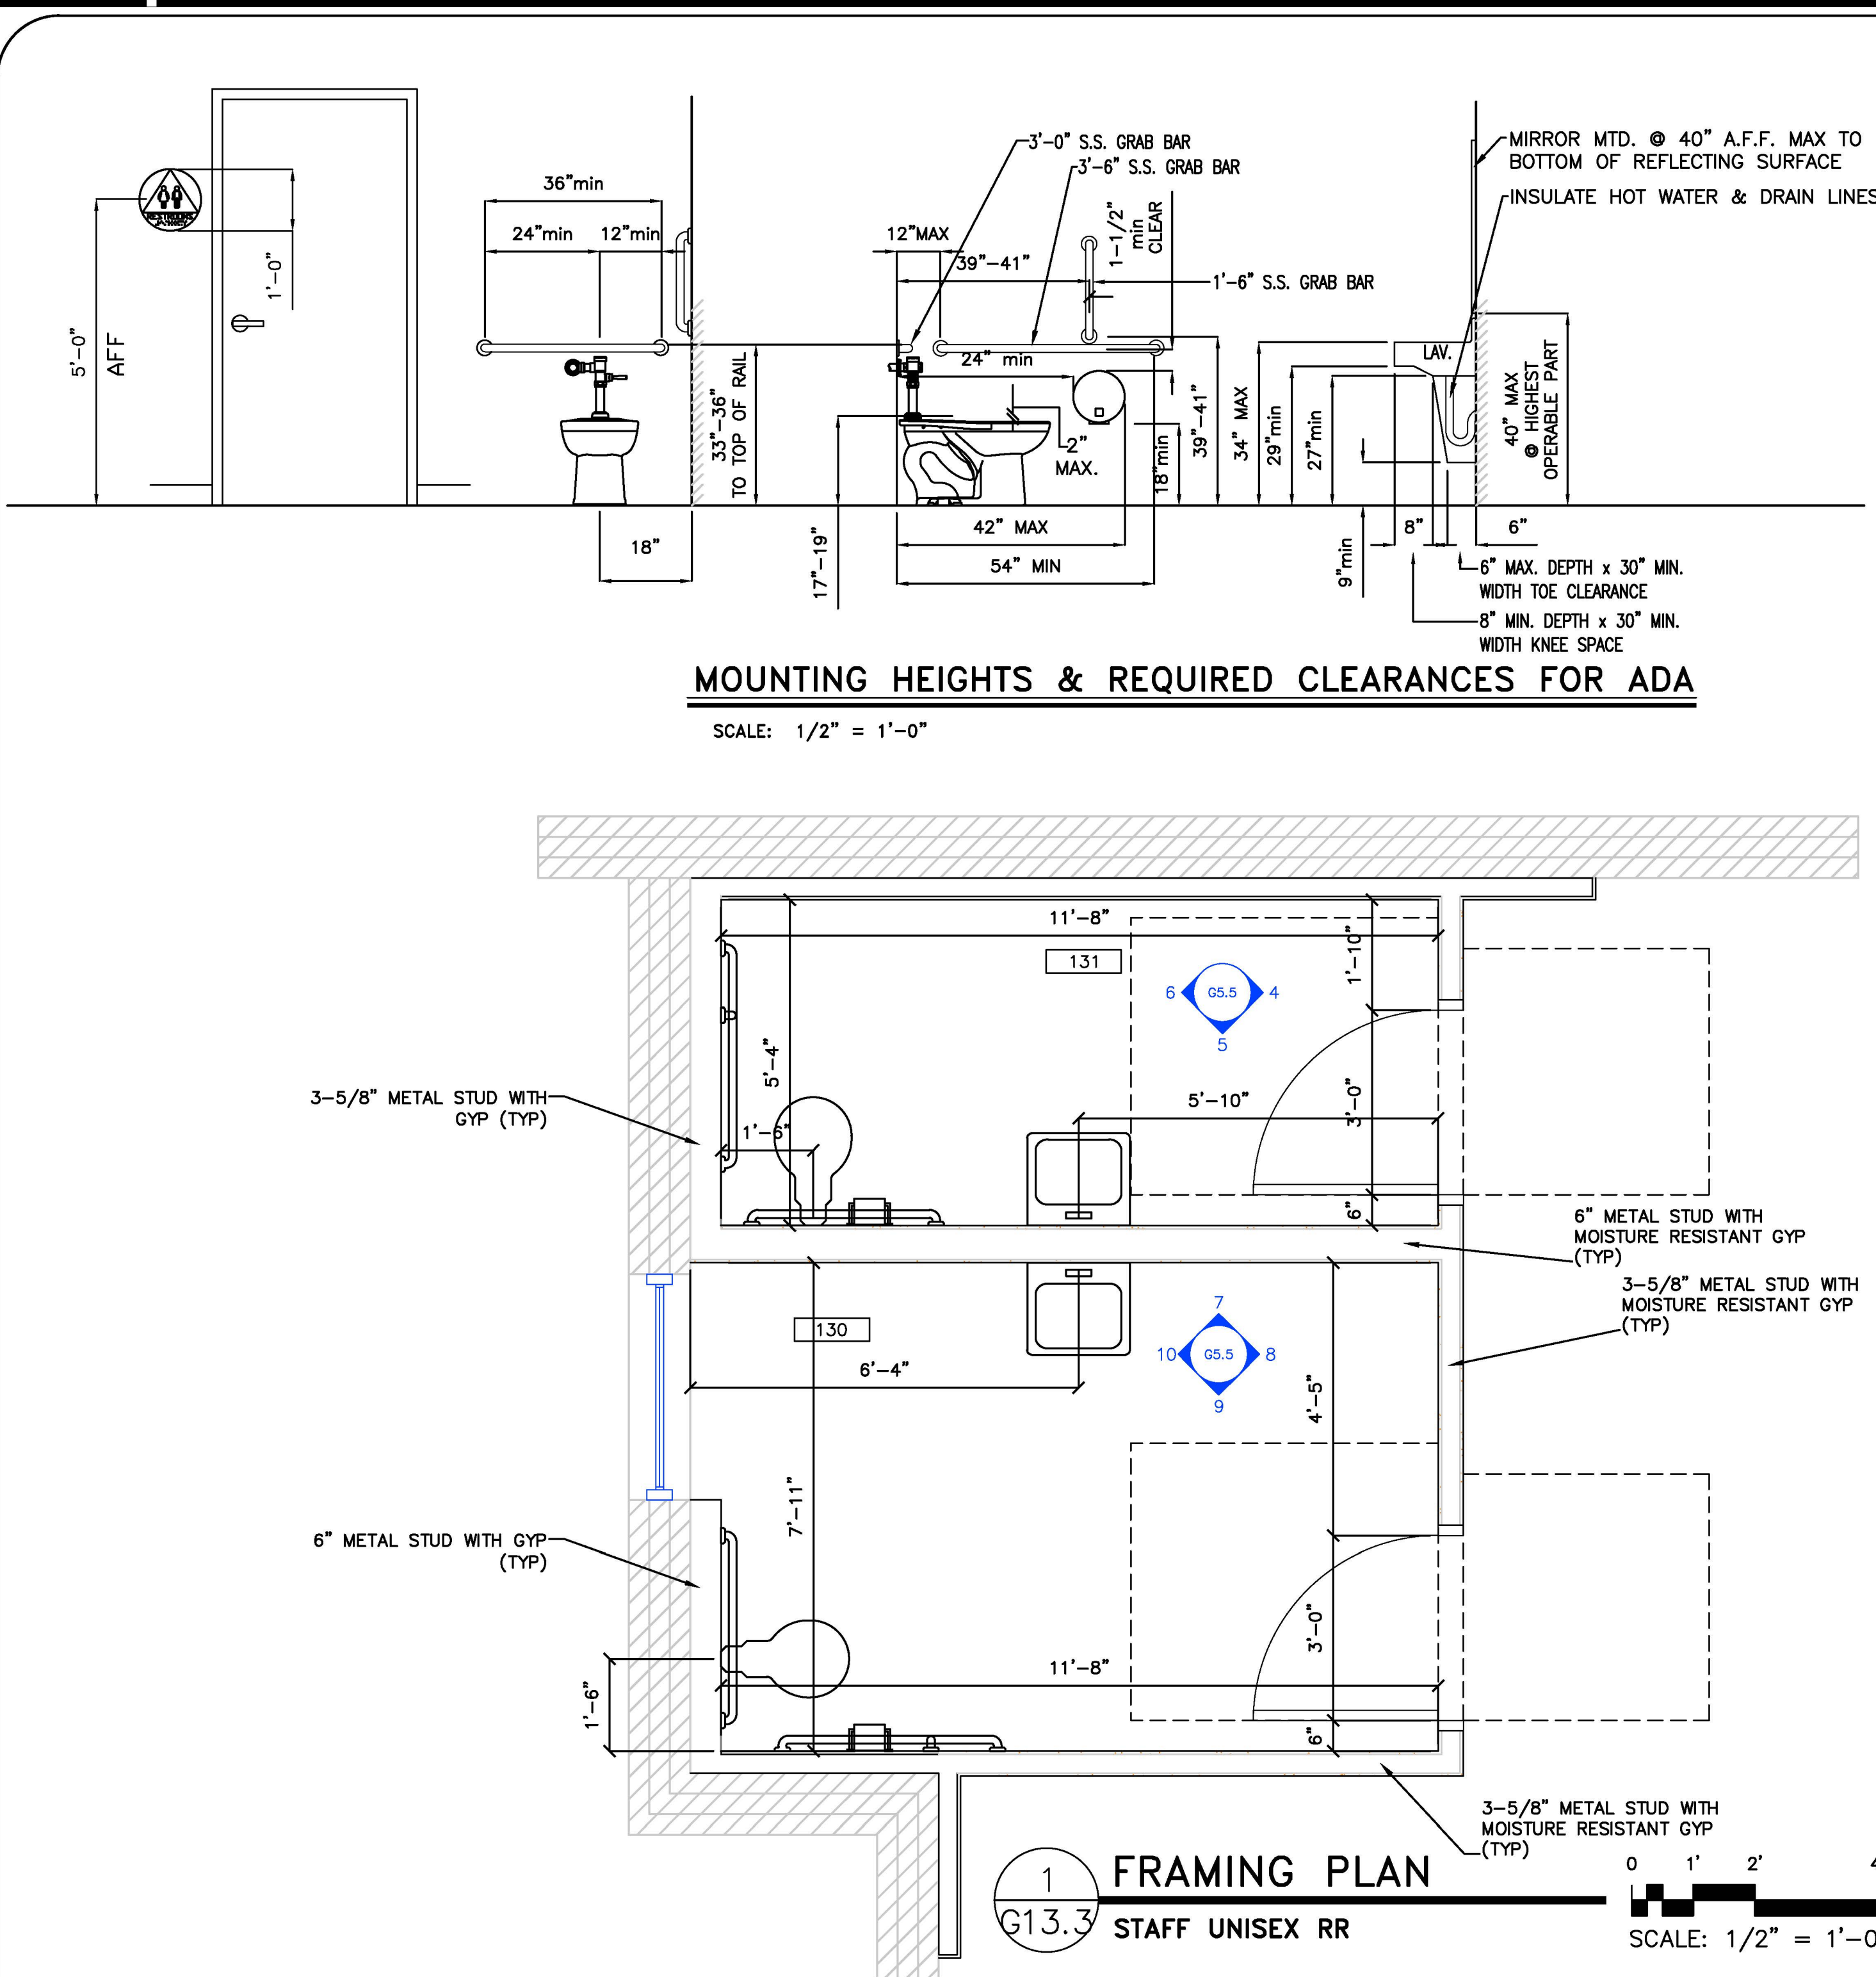 5'-0"
AFF
RESTROOMS
1'-0"
36"min
24"min
12"min
33"-36"
TO TOP OF RAIL
18"
3'-0" S.S. GRAB BAR
3'-6" S.S. GRAB BAR
12"MAX
39"-41"
1-1/2"
min
CLEAR
1'-6" S.S. GRAB BAR
24" min
2"
MAX.
18"min
39"-41"
17"-19"
42" MAX
54" MIN
34" MAX
29"min
27"min
LAV.
40" MAX
@ HIGHEST
OPERABLE PART
MIRROR MTD. @ 40" A.F.F. MAX TO
BOTTOM OF REFLECTING SURFACE
INSULATE HOT WATER & DRAIN LINES
9"min
8"
6"
6" MAX. DEPTH x 30" MIN.
WIDTH TOE CLEARANCE
8" MIN. DEPTH x 30" MIN.
WIDTH KNEE SPACE
MOUNTING HEIGHTS & REQUIRED CLEARANCES FOR ADA
SCALE: 1/2" = 1'-0"
11'-8"
131
1'-10"
6
G5.5
4
5
5'-4"
1'-6"
5'-10"
3'-0"
6"
3-5/8" METAL STUD WITH
GYP (TYP)
6" METAL STUD WITH
MOISTURE RESISTANT GYP
(TYP)
3-5/8" METAL STUD WITH
MOISTURE RESISTANT GYP
(TYP)
130
6'-4"
7
10
G5.5
8
9
4'-5"
7'-11"
6" METAL STUD WITH GYP
(TYP)
3'-0"
11'-8"
1'-6"
6"
3-5/8" METAL STUD WITH
MOISTURE RESISTANT GYP
(TYP)
1
G13.3
FRAMING PLAN
STAFF UNISEX RR
0 1' 2'
SCALE: 1/2" = 1'-0